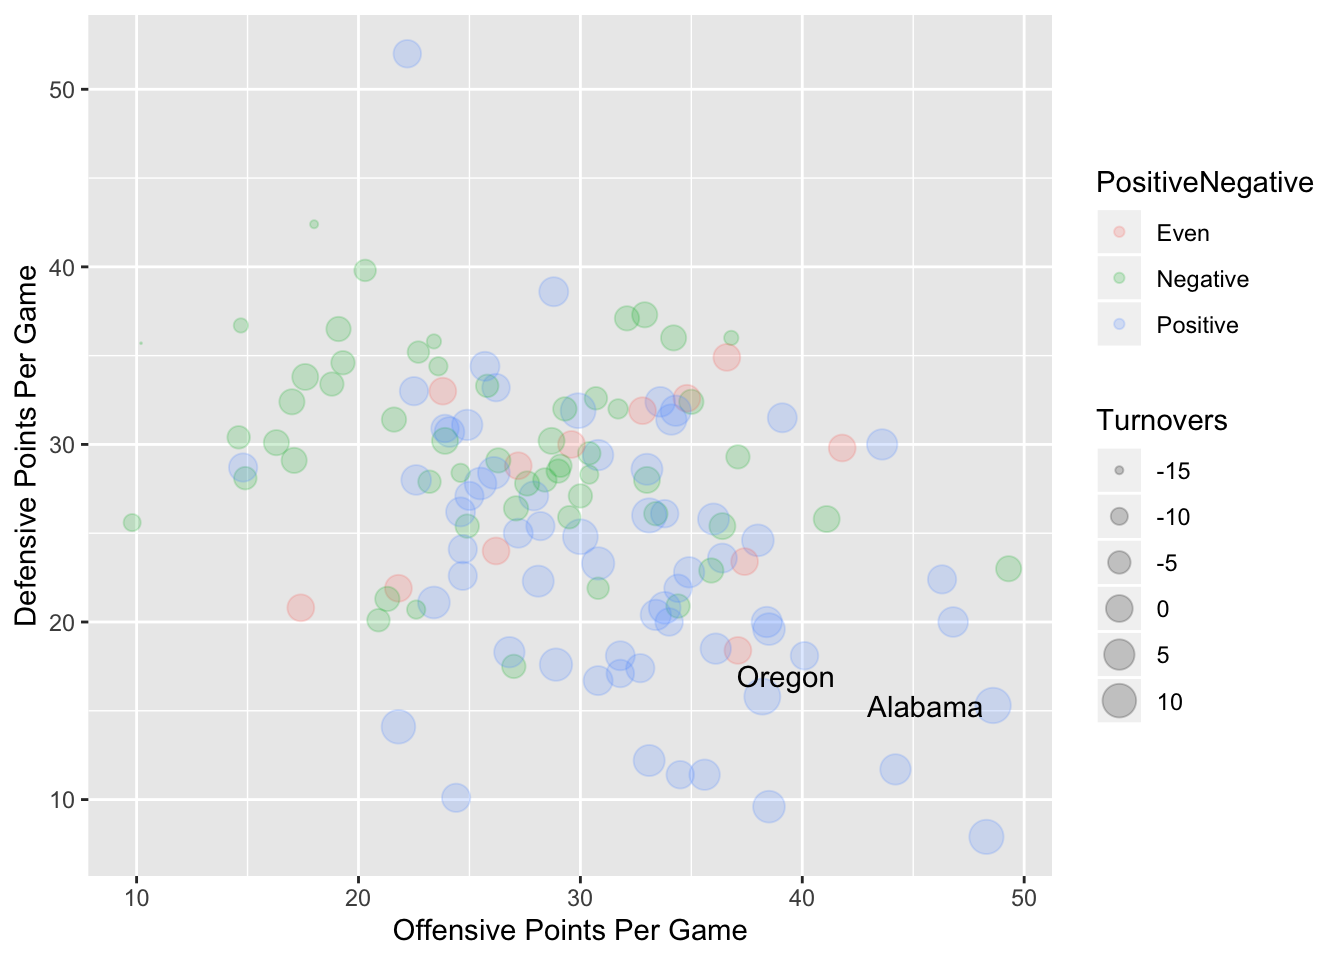 50
40
30
20
10
Defensive Points Per Game
Oregon
Alabama
10
20
30
40
50
Offensive Points Per Game
PositiveNegative
Even
Negative
Positive
Turnovers
-15
-10
-5
0
5
10